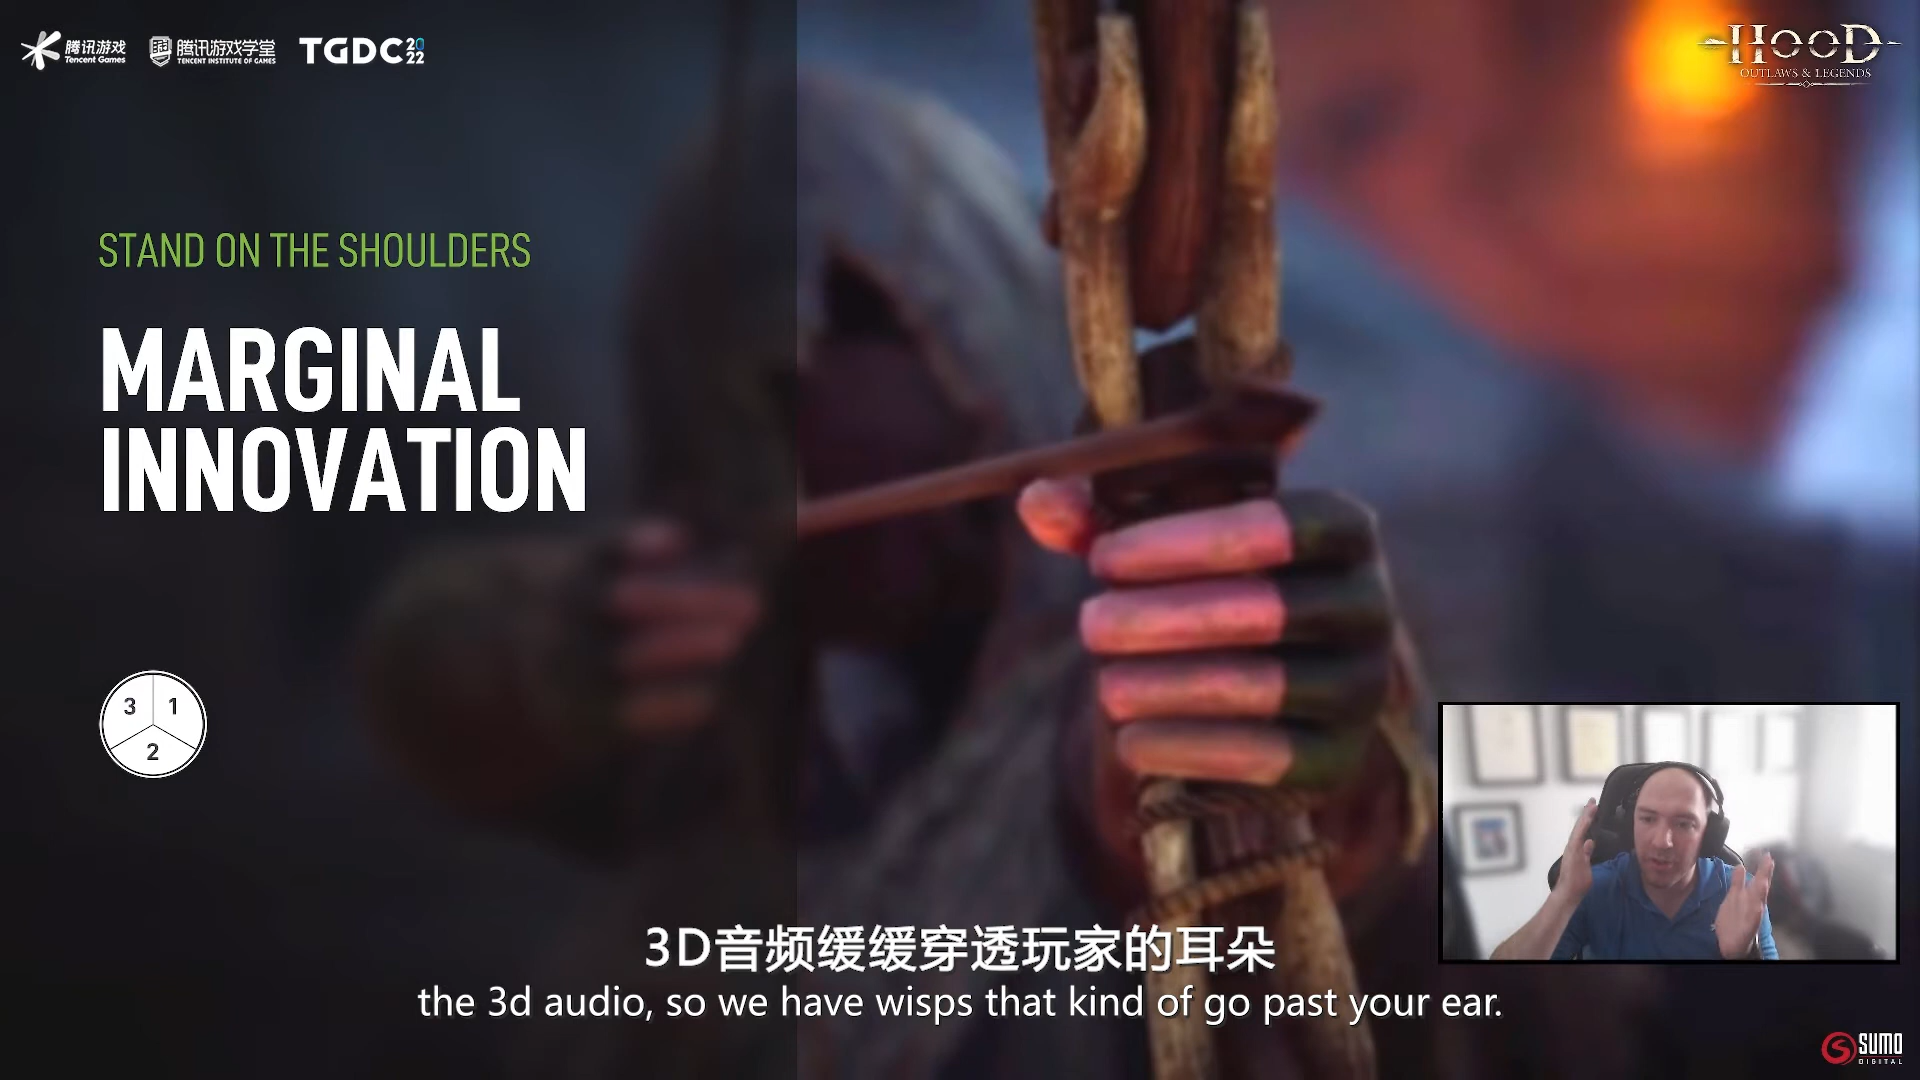 腾讯游戏
Tencent Games
腾讯游戏学堂
TENCENT INSTITUTE OF GAMES
TGDC 20
22
HOOD
OUTLAWS & LEGENDS
STAND ON THE SHOULDERS
MARGINAL
INNOVATION
3 1
2
3D音频缓缓穿透玩家的耳朵
the 3d audio, so we have wisps that kind of go past your ear.
SUMO
DIGITAL